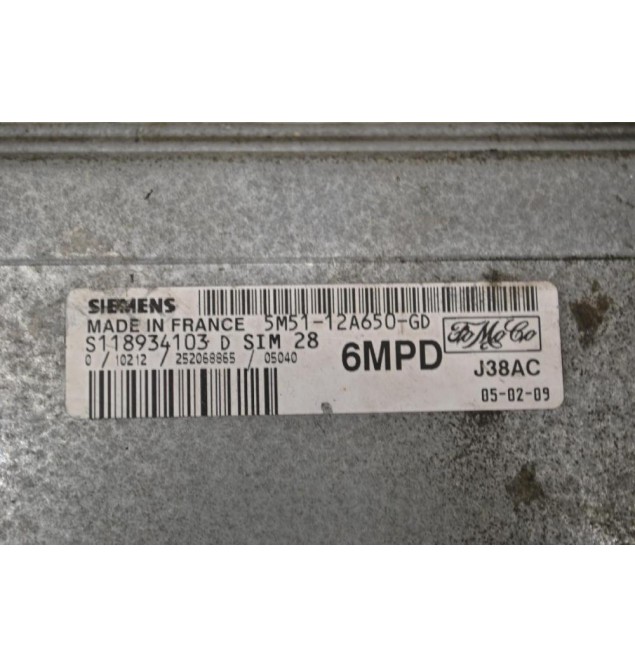 SIEMENS
MADE IN FRANCE 5M51-12A650-GD
S118934103 D SIM 28
0 / 10212 / 252068865 / 05040
6MPD
FoMoCo
J38AC
05-02-09